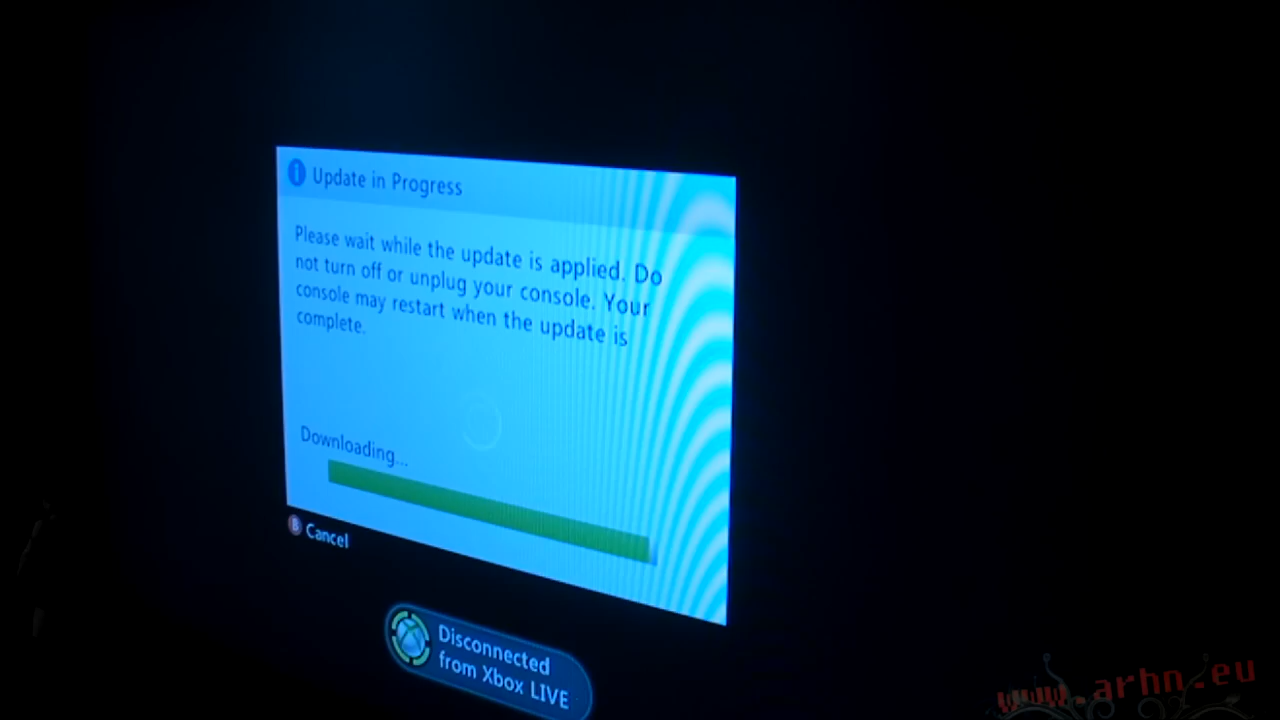 Update in Progress
Please wait while the update is applied. Do
not turn off or unplug your console. Your
console may restart when the update is
complete.
Downloading...
B Cancel
Disconnected
from Xbox LIVE
www.arhn.eu